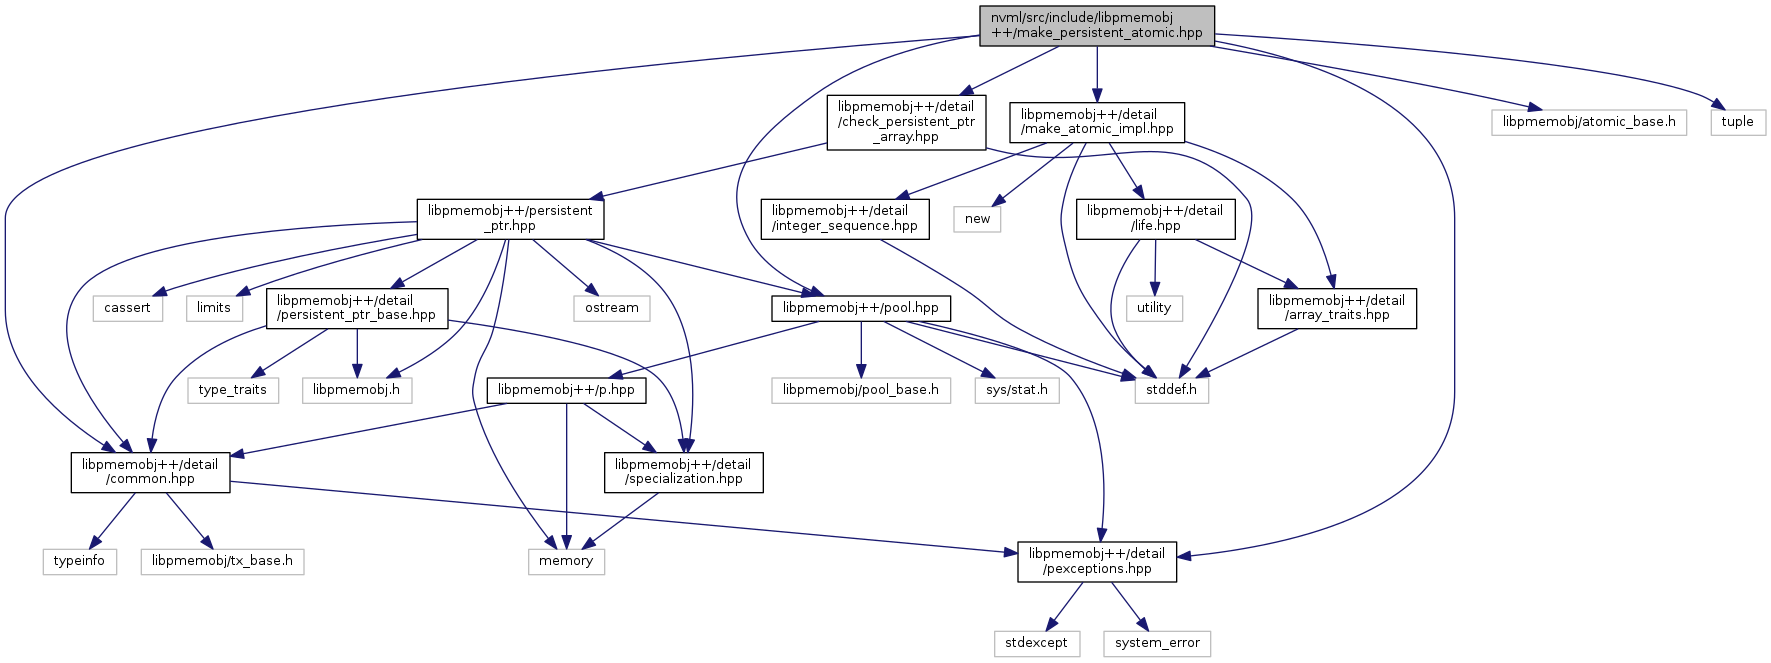 nvml/src/include/libpmemobj
++/make_persistent_atomic.hpp
libpmemobj++/detail
/check_persistent_ptr
_array.hpp
libpmemobj++/detail
/make_atomic_impl.hpp
libpmemobj/atomic_base.h
tuple
libpmemobj++/persistent
_ptr.hpp
libpmemobj++/detail
/integer_sequence.hpp
new
libpmemobj++/detail
/life.hpp
cassert
limits
libpmemobj++/detail
/persistent_ptr_base.hpp
ostream
libpmemobj++/pool.hpp
utility
libpmemobj++/detail
/array_traits.hpp
type_traits
libpmemobj.h
libpmemobj++/p.hpp
libpmemobj/pool_base.h
sys/stat.h
stddef.h
libpmemobj++/detail
/common.hpp
libpmemobj++/detail
/specialization.hpp
typeinfo
libpmemobj/tx_base.h
memory
libpmemobj++/detail
/pexceptions.hpp
stdexcept
system_error